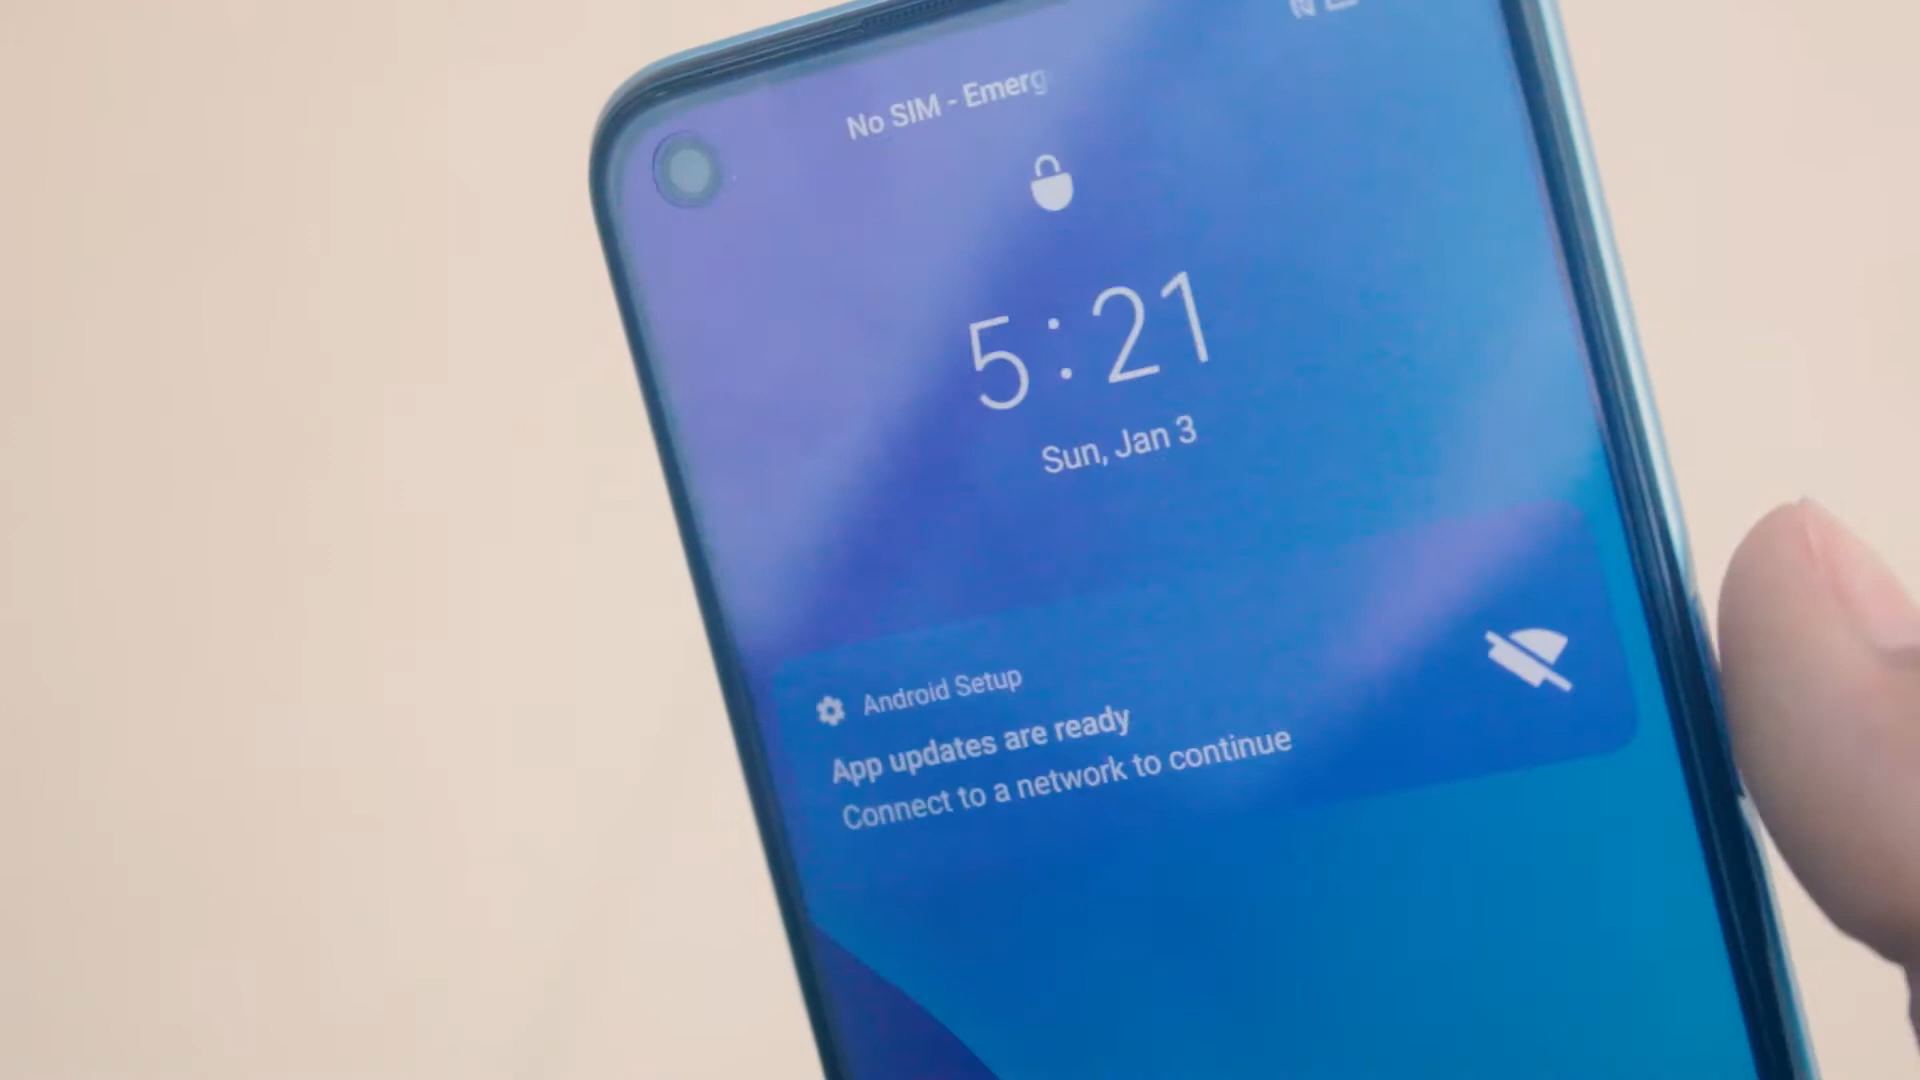 No SIM - Emerg
5:21
Sun, Jan 3
Android Setup
App updates are ready
Connect to a network to continue